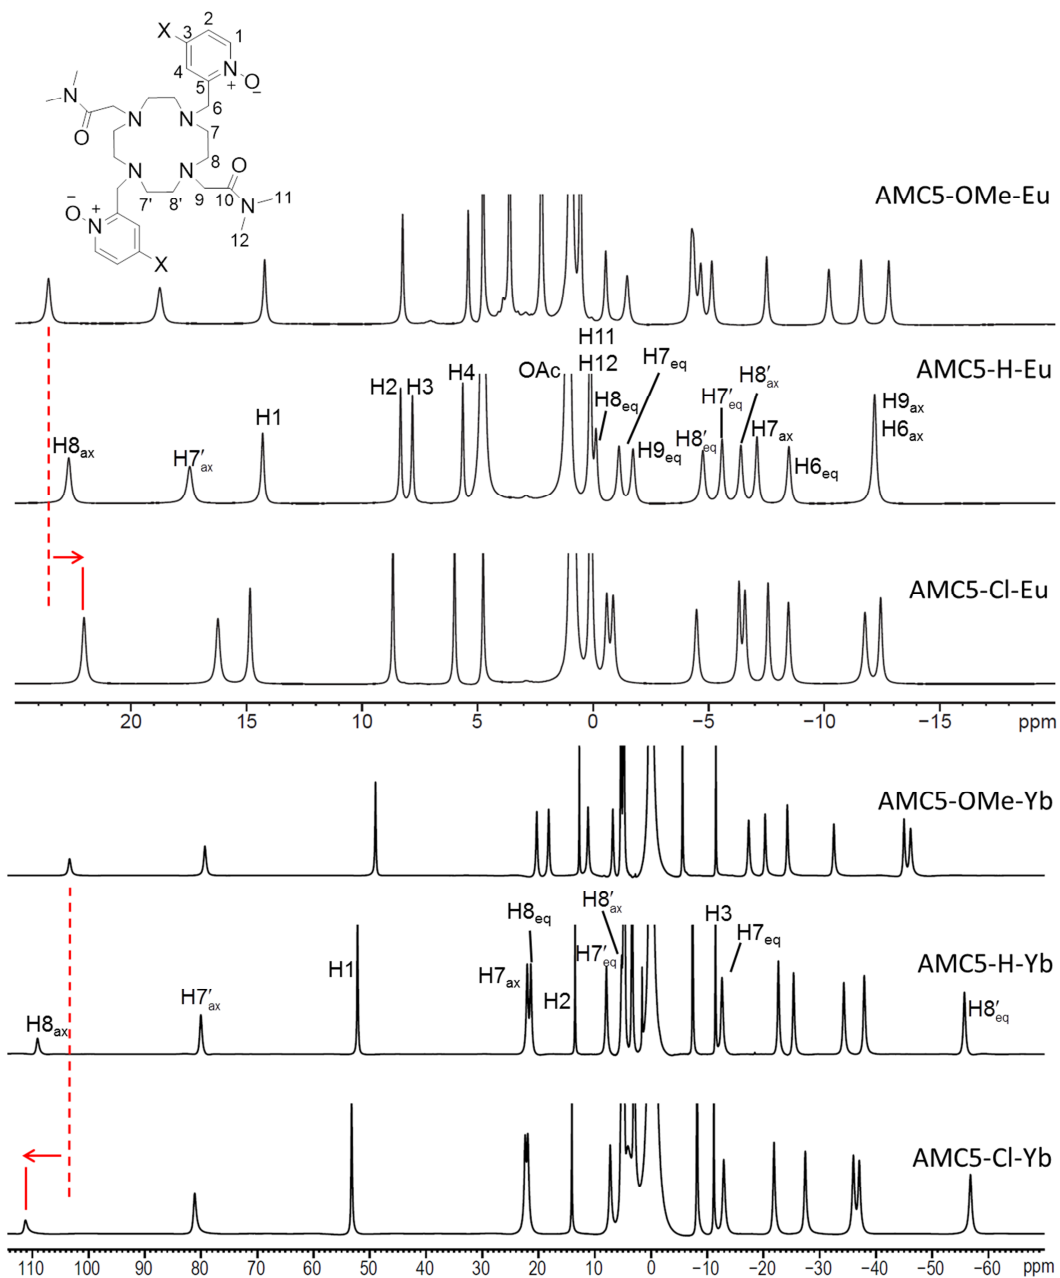 X 3 2 1
4 N + O −
5
N O 6
N N 7
8
N N O
− O N + 7' 8' 9 10 N 11
12
X
AMC5-OMe-Eu
H8ax H7′ax H1 H2 H3 H4 OAc H11
H12 H8eq H7eq H9eq H8′eq H7′eq H8′ax H7ax H6eq H9ax
H6ax AMC5-H-Eu
AMC5-Cl-Eu
20 15 10 5 0 −5 −10 −15 ppm
AMC5-OMe-Yb
H8ax H7′ax H1 H7ax H8eq H2 H7′eq H8′ax H3 H7eq H8′eq AMC5-H-Yb
AMC5-Cl-Yb
110 100 90 80 70 60 50 40 30 20 10 0 −10 −20 −30 −40 −50 −60 ppm